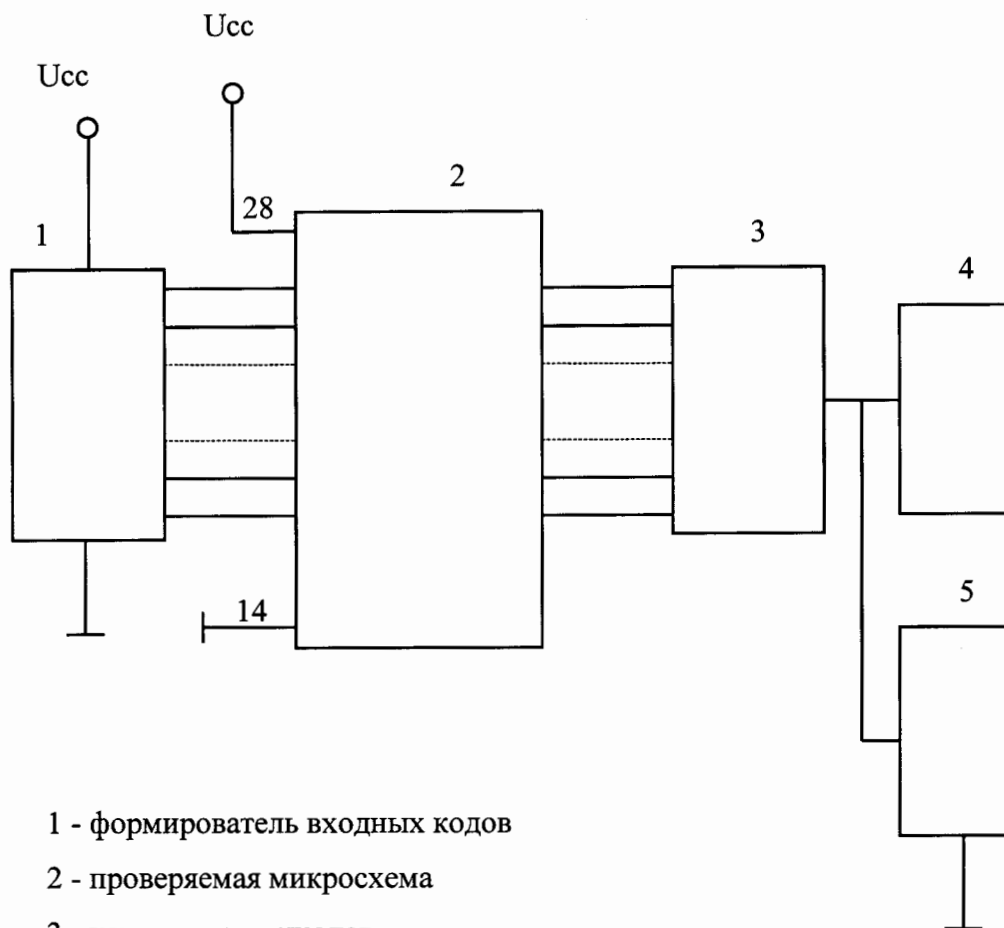 Ucc
Ucc
2
28
1
3
4
14
5
1 - формирователь входных кодов
2 - проверяемая микросхема